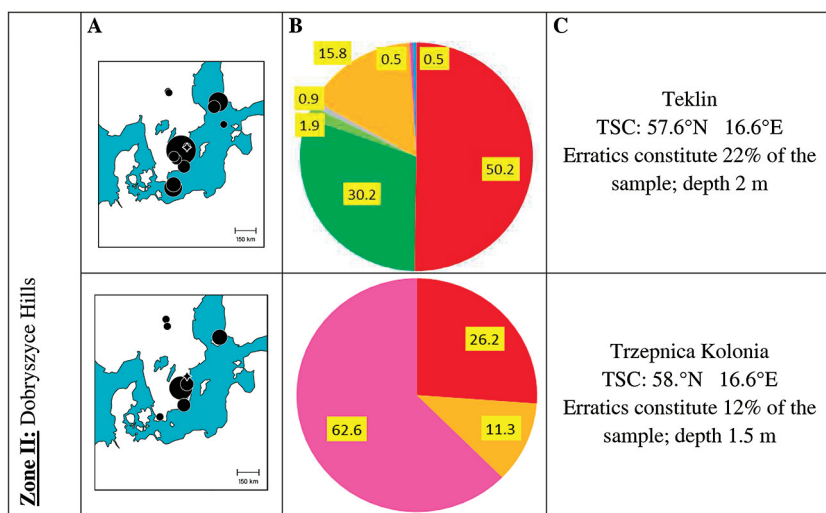 A
B
C
Zone II: Dobryszyce Hills
150 km
15.8
0.5
0.5
0.9
1.9
30.2
50.2
Teklin
TSC: 57.6°N 16.6°E
Erratics constitute 22% of the
sample; depth 2 m
150 km
26.2
11.3
62.6
Trzepnica Kolonia
TSC: 58.°N 16.6°E
Erratics constitute 12% of the
sample; depth 1.5 m